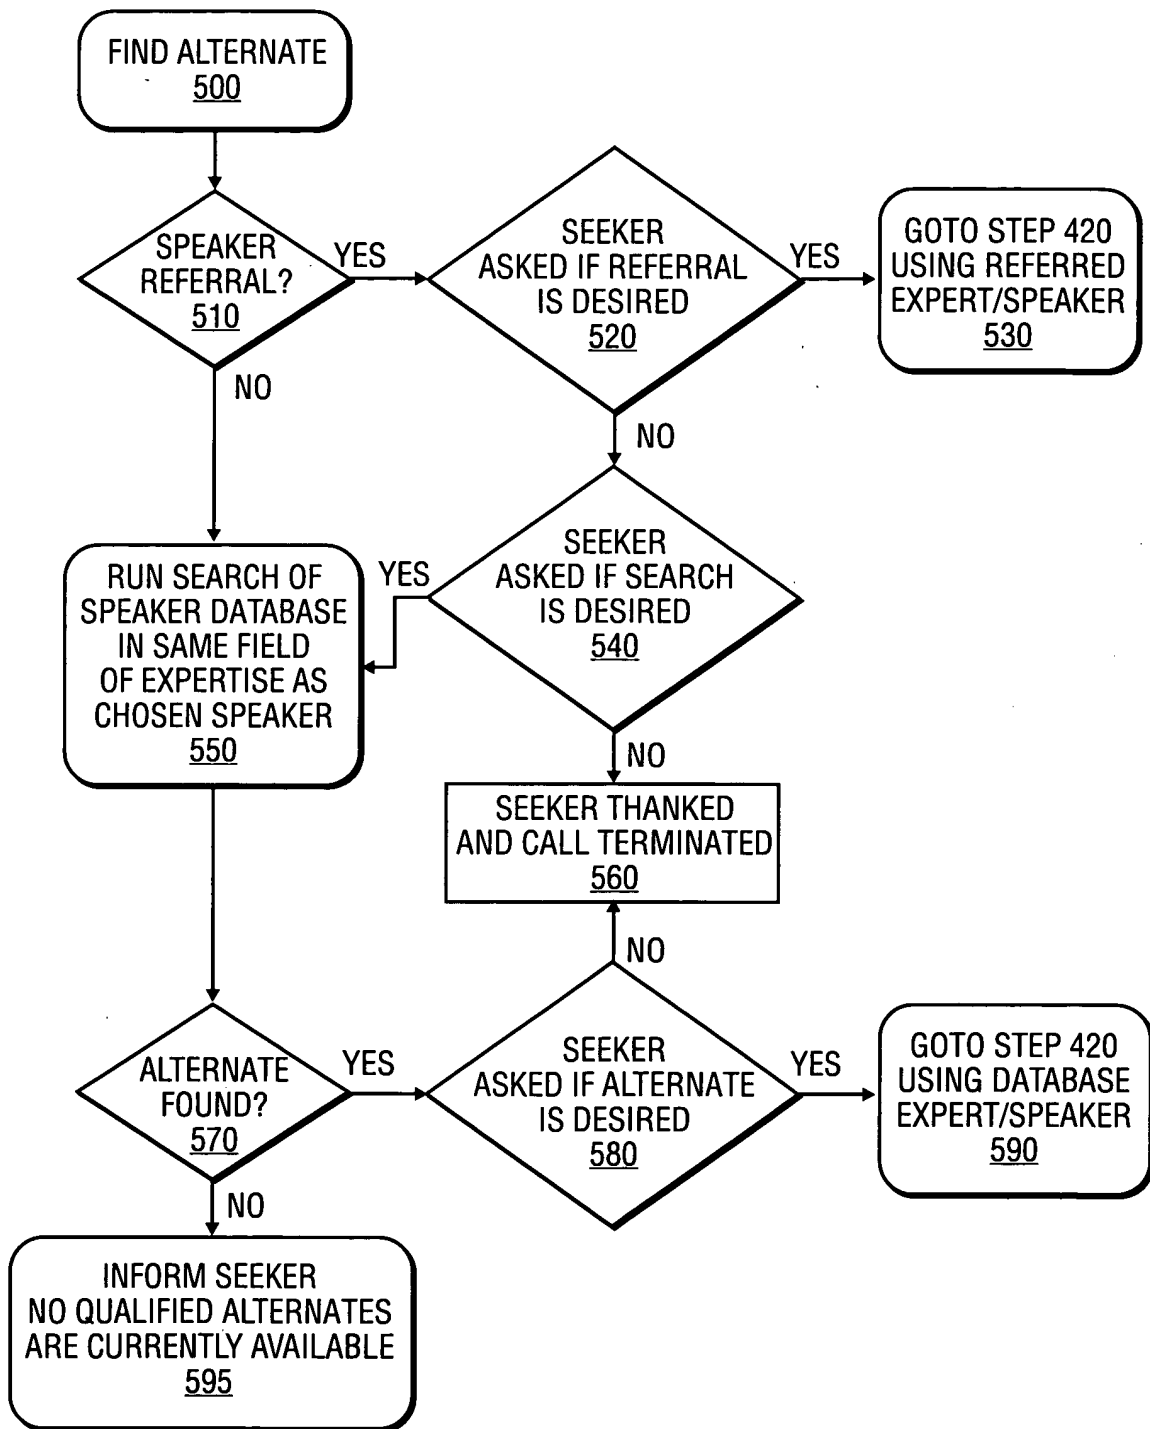 FIND ALTERNATE
500
SPEAKER
REFERRAL?
510
YES
SEEKER
ASKED IF REFERRAL
IS DESIRED
520
YES
GOTO STEP 420
USING REFERRED
EXPERT/SPEAKER
530
NO
NO
RUN SEARCH OF
SPEAKER DATABASE
IN SAME FIELD
OF EXPERTISE AS
CHOSEN SPEAKER
550
YES
SEEKER
ASKED IF SEARCH
IS DESIRED
540
NO
SEEKER THANKED
AND CALL TERMINATED
560
NO
ALTERNATE
FOUND?
570
YES
SEEKER
ASKED IF ALTERNATE
IS DESIRED
580
YES
GOTO STEP 420
USING DATABASE
EXPERT/SPEAKER
590
NO
INFORM SEEKER
NO QUALIFIED ALTERNATES
ARE CURRENTLY AVAILABLE
595